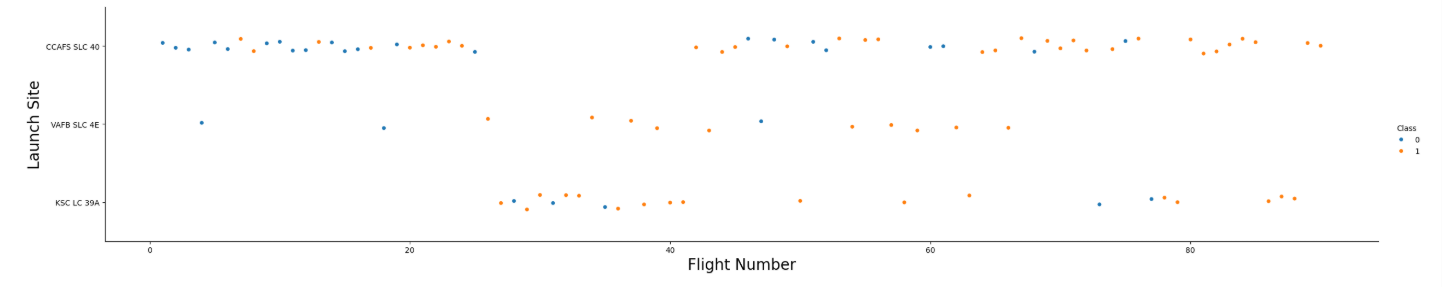 CCAFS SLC 40
VAFB SLC 4E
KSC LC 39A
Launch Site
0 20 40 60 80
Flight Number
Class
0
1